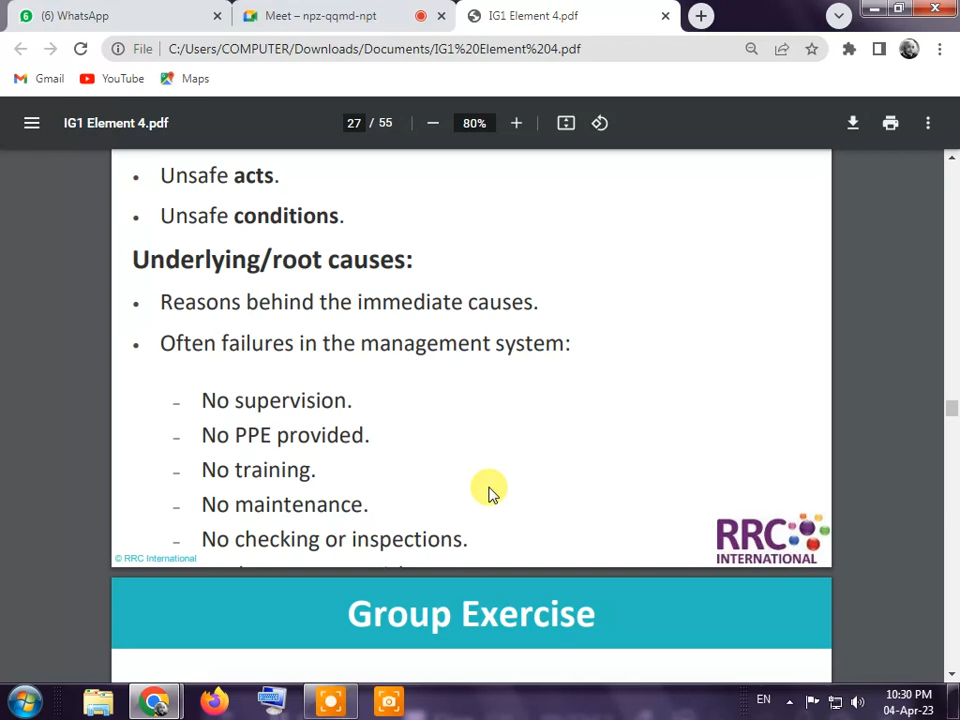 (6) WhatsApp
Meet – npz-qqmd-npt
IG1 Element 4.pdf
File
C:/Users/COMPUTER/Downloads/Documents/IG1%20Element%204.pdf
Gmail
YouTube
Maps
IG1 Element 4.pdf
27 / 55
80%
• Unsafe acts.
• Unsafe conditions.
Underlying/root causes:
• Reasons behind the immediate causes.
• Often failures in the management system:
– No supervision.
– No PPE provided.
– No training.
– No maintenance.
– No checking or inspections.
RRC
INTERNATIONAL
© RRC International
Group Exercise
EN
10:30 PM
04-Apr-23